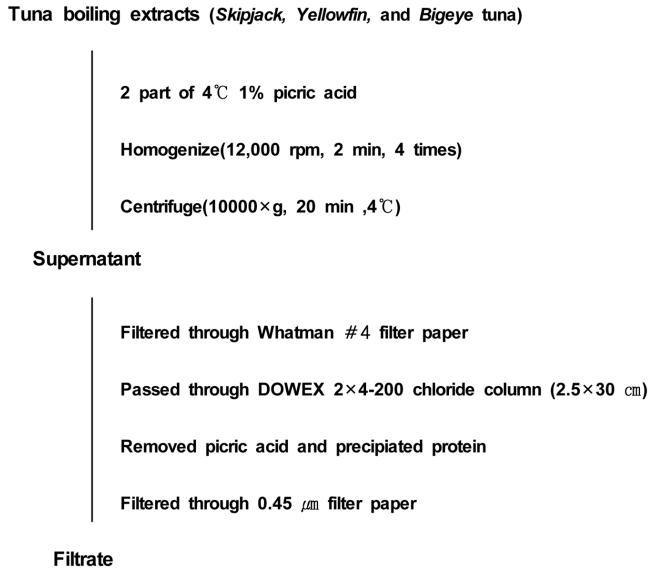 Tuna boiling extracts (Skipjack, Yellowfin, and Bigeye tuna)
2 part of 4℃ 1% picric acid
Homogenize(12,000 rpm, 2 min, 4 times)
Centrifuge(10000×g, 20 min ,4℃)
Supernatant
Filtered through Whatman #4 filter paper
Passed through DOWEX 2×4-200 chloride column (2.5×30 ㎝)
Removed picric acid and precipiated protein
Filtered through 0.45 ㎛ filter paper
Filtrate